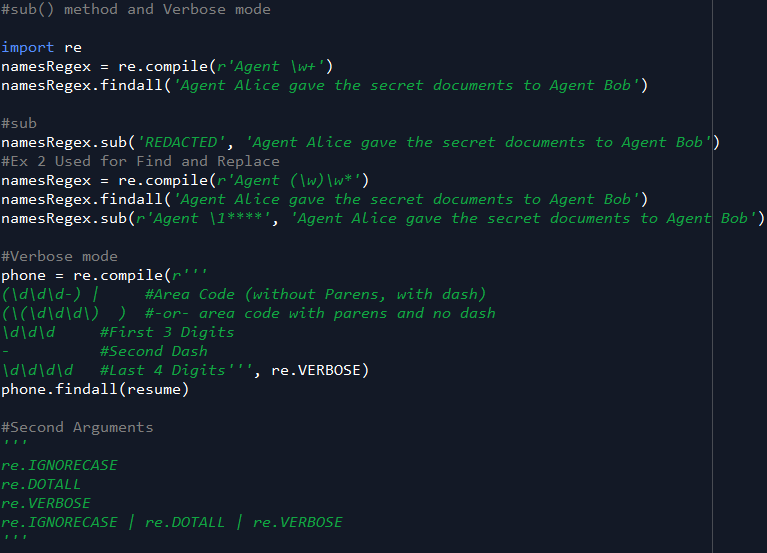 #sub() method and Verbose mode
import re
namesRegex = re.compile(r'Agent \w+')
namesRegex.findall('Agent Alice gave the secret documents to Agent Bob')
#sub
namesRegex.sub('REDACTED', 'Agent Alice gave the secret documents to Agent Bob')
#Ex 2 Used for Find and Replace
namesRegex = re.compile(r'Agent (\w)\w*')
namesRegex.findall('Agent Alice gave the secret documents to Agent Bob')
namesRegex.sub(r'Agent \1****', 'Agent Alice gave the secret documents to Agent Bob')
#Verbose mode
phone = re.compile(r'''
(\d\d\d-) |     #Area Code (without Parens, with dash)
(\(\d\d\d\)  )  #-or- area code with parens and no dash
\d\d\d     #First 3 Digits
-          #Second Dash
\d\d\d\d   #Last 4 Digits''', re.VERBOSE)
phone.findall(resume)
#Second Arguments
'''
re.IGNORECASE
re.DOTALL
re.VERBOSE
re.IGNORECASE | re.DOTALL | re.VERBOSE
'''